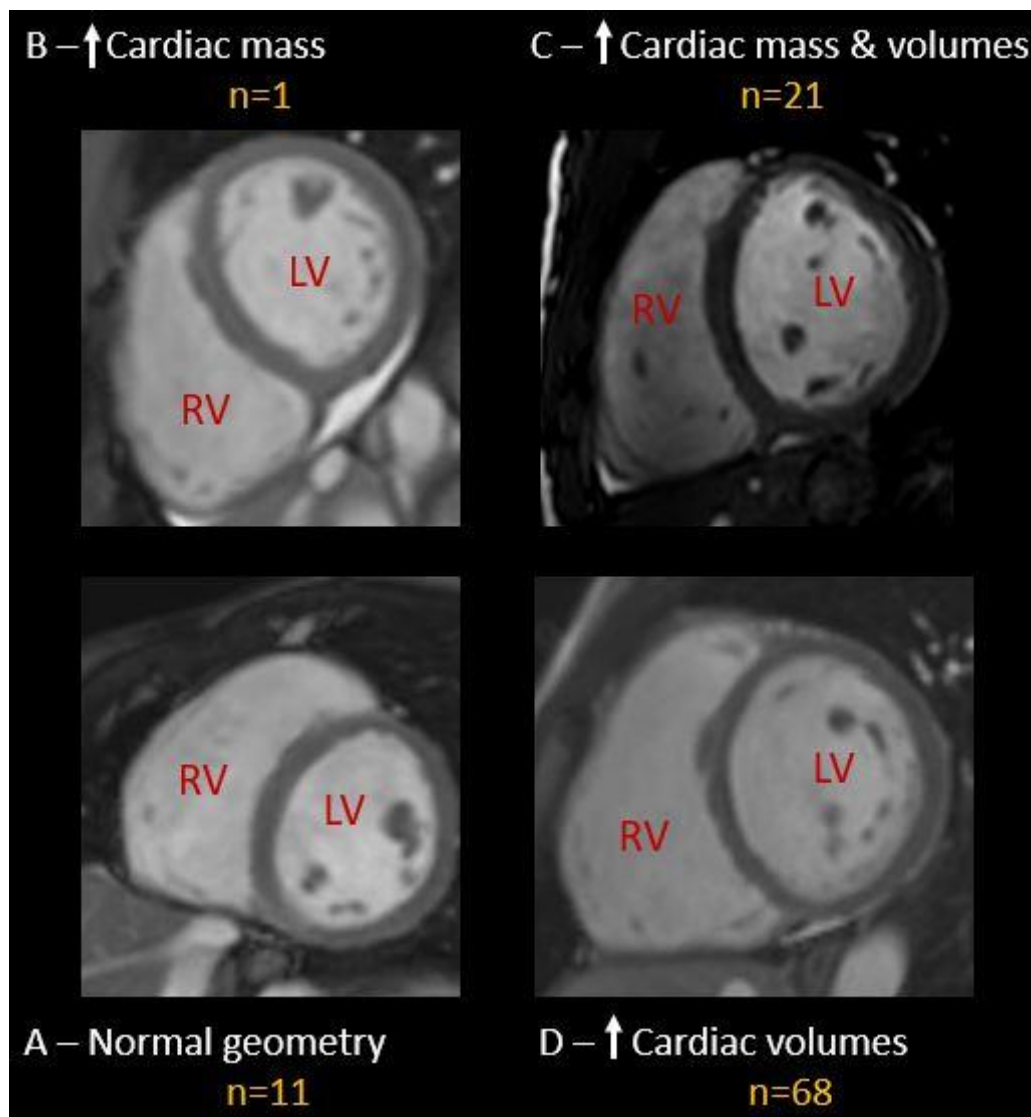 B – ↑ Cardiac mass
n=1
C – ↑ Cardiac mass & volumes
n=21
LV
RV
RV
LV
RV
LV
LV
RV
A – Normal geometry
n=11
D – ↑ Cardiac volumes
n=68